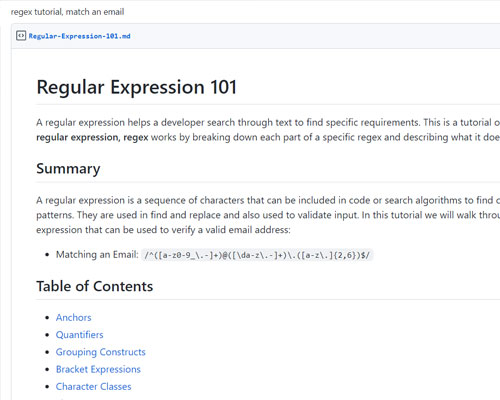 regex tutorial, match an email
Regular-Expression-101.md
Regular Expression 101
A regular expression helps a developer search through text to find specific requirements. This is a tutorial o
regular expression, regex works by breaking down each part of a specific regex and describing what it doe
Summary
A regular expression is a sequence of characters that can be included in code or search algorithms to find
patterns. They are used in find and replace and also used to validate input. In this tutorial we will walk throu
expression that can be used to verify a valid email address:
Matching an Email: /^([a-z0-9_\.-]+)@([\da-z\.-]+)\.([a-z\.]{2,6})$/
Table of Contents
Anchors
Quantifiers
Grouping Constructs
Bracket Expressions
Character Classes